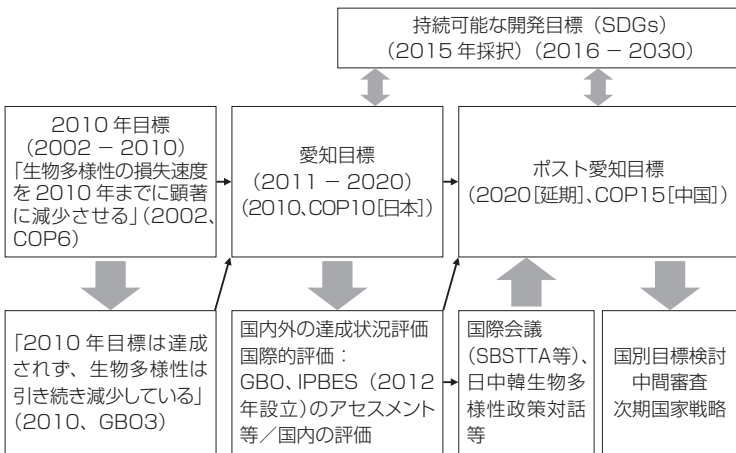 持続可能な開発目標（SDGs）
（2015 年採択）（2016 − 2030）
2010 年目標
（2002 − 2010）
「生物多様性の損失速度
を 2010 年までに顕著
に減少させる」（2002、
COP6）
愛知目標
（2011 − 2020）
（2010、COP10［日本］）
ポスト愛知目標
（2020［延期］、COP15［中国］）
「2010 年目標は達成
されず、生物多様性は
引き続き減少している」
（2010、GBO3）
国内外の達成状況評価
国際的評価：
GBO、IPBES（2012
年設立）のアセスメント
等／国内の評価
国際会議
（SBSTTA等）、
日中韓生物多
様性政策対話
等
国別目標検討
中間審査
次期国家戦略